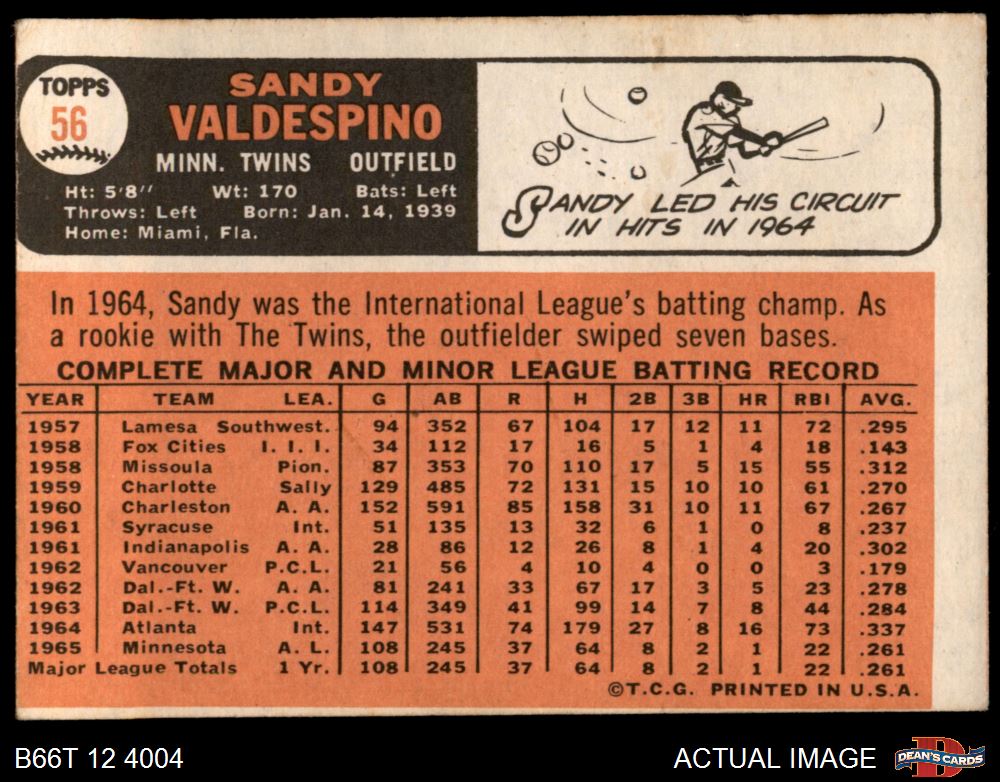 TOPPS
56
SANDY
VALDESPINO
MINN. TWINS OUTFIELD
Ht: 5'8'' Wt: 170 Bats: Left
Throws: Left Born: Jan. 14, 1939
Home: Miami, Fla.
SANDY LED HIS CIRCUIT
IN HITS IN 1964
In 1964, Sandy was the International League's batting champ. As
a rookie with The Twins, the outfielder swiped seven bases.
COMPLETE MAJOR AND MINOR LEAGUE BATTING RECORD
YEAR TEAM LEA. G AB R H 2B 3B HR RBI AVG.
1957 Lamesa Southwest. 94 352 67 104 17 12 11 72 .295
1958 Fox Cities I. I. I. 34 112 17 16 5 1 4 18 .143
1958 Missoula Pion. 87 353 70 110 17 5 15 55 .312
1959 Charlotte Sally 129 485 72 131 15 10 10 61 .270
1960 Charleston A. A. 152 591 85 158 31 10 11 67 .267
1961 Syracuse Int. 51 135 13 32 6 1 0 8 .237
1961 Indianapolis A. A. 28 86 12 26 8 1 4 20 .302
1962 Vancouver P.C.L. 21 56 4 10 4 0 0 3 .179
1962 Dal.-Ft. W. A. A. 81 241 33 67 17 3 5 23 .278
1963 Dal.-Ft. W. P.C.L. 114 349 41 99 14 7 8 44 .284
1964 Atlanta Int. 147 531 74 179 27 8 16 73 .337
1965 Minnesota A. L. 108 245 37 64 8 2 1 22 .261
Major League Totals 1 Yr. 108 245 37 64 8 2 1 22 .261
©T.C.G. PRINTED IN U.S.A.
B66T 12 4004
ACTUAL IMAGE
D
DEAN'S CARDS